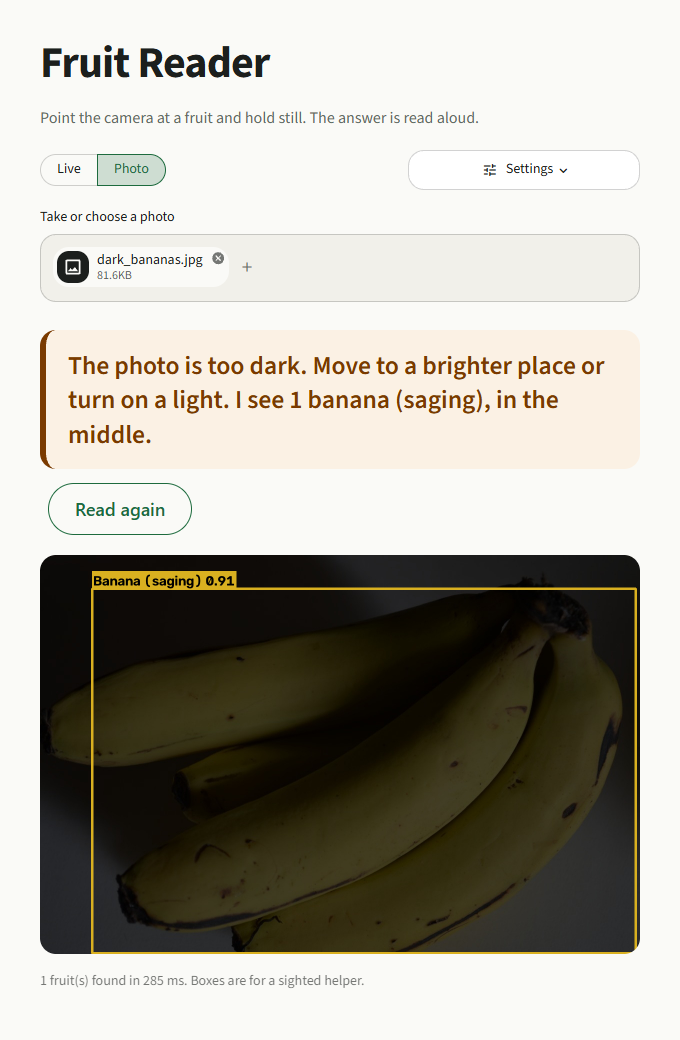 Fruit Reader
Point the camera at a fruit and hold still. The answer is read aloud.
Live
Photo
Settings
Take or choose a photo
dark_bananas.jpg
81.6KB
The photo is too dark. Move to a brighter place or
turn on a light. I see 1 banana (saging), in the
middle.
Read again
Banana (saging) 0.91
1 fruit(s) found in 285 ms. Boxes are for a sighted helper.